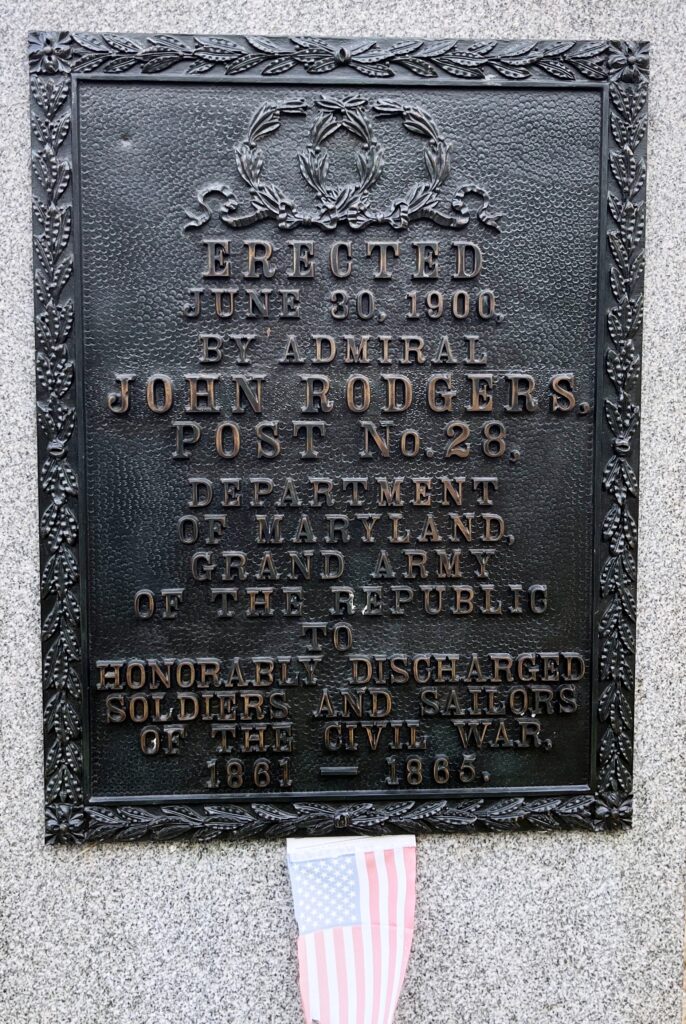 ERECTED
JUNE 30, 1900,
BY ADMIRAL
JOHN RODGERS,
POST No. 28,
DEPARTMENT
OF MARYLAND,
GRAND ARMY
OF THE REPUBLIC
TO
HONORABLY DISCHARGED
SOLDIERS AND SAILORS
OF THE CIVIL WAR,
1861 — 1865.